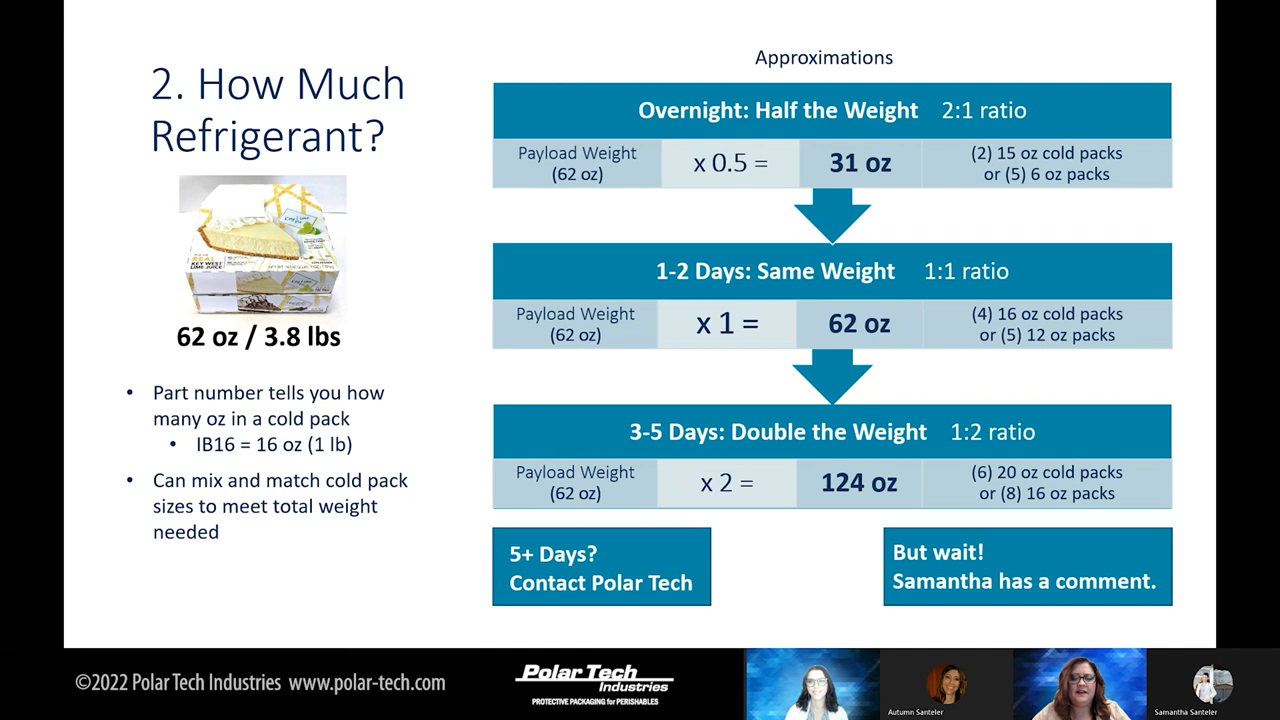 2. How Much
Refrigerant?
62 oz / 3.8 lbs
• Part number tells you how
many oz in a cold pack
• IB16 = 16 oz (1 lb)
• Can mix and match cold pack
sizes to meet total weight
needed
Approximations
Overnight: Half the Weight 2:1 ratio
Payload Weight
(62 oz)
x 0.5 =
31 oz
(2) 15 oz cold packs
or (5) 6 oz packs
1-2 Days: Same Weight 1:1 ratio
Payload Weight
(62 oz)
x 1 =
62 oz
(4) 16 oz cold packs
or (5) 12 oz packs
3-5 Days: Double the Weight 1:2 ratio
Payload Weight
(62 oz)
x 2 =
124 oz
(6) 20 oz cold packs
or (8) 16 oz packs
5+ Days?
Contact Polar Tech
But wait!
Samantha has a comment.
©2022 Polar Tech Industries www.polar-tech.com
Polar Tech
Industries
PROTECTIVE PACKAGING for PERISHABLES
Autumn Santeler
Samantha Santeler
REAL
KEY WEST
LIME JUICE